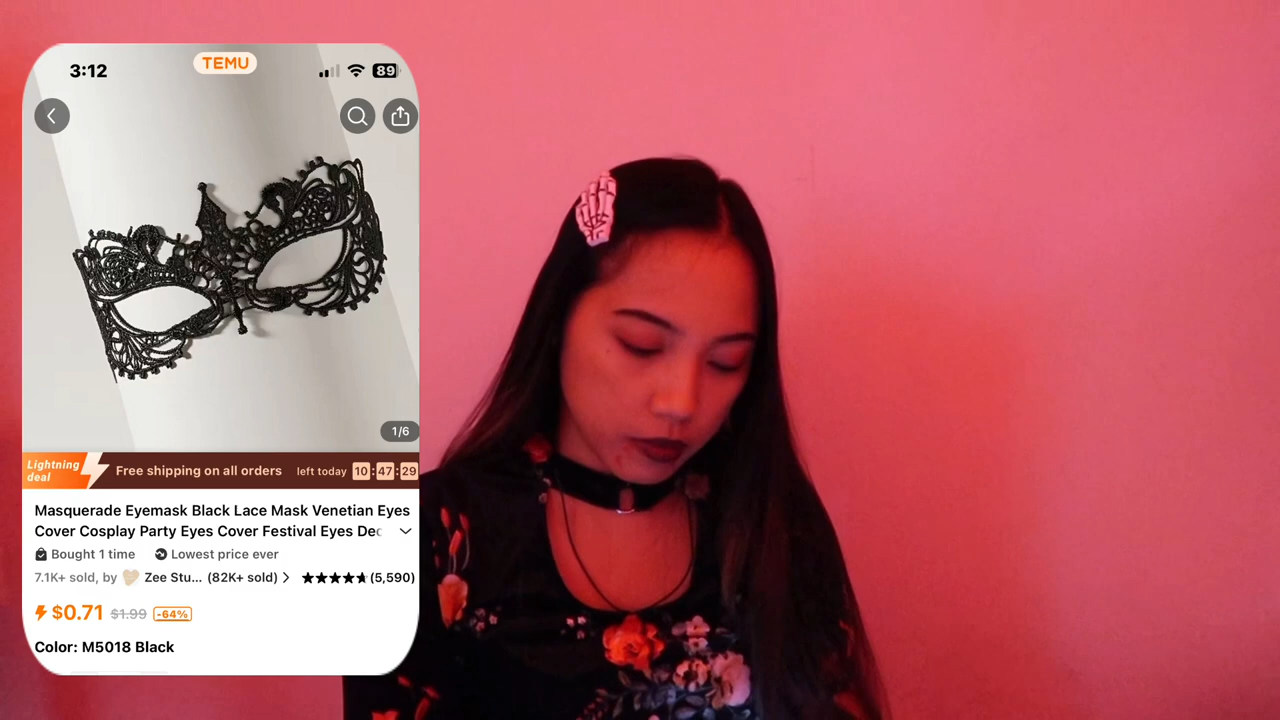 3:12
TEMU
89
1/6
Lightning deal
Free shipping on all orders left today 10:47:29
Masquerade Eyemask Black Lace Mask Venetian Eyes
Cover Cosplay Party Eyes Cover Festival Eyes Dec
Bought 1 time Lowest price ever
7.1K+ sold, by Zee Stu... (82K+ sold) (5,590)
$0.71 $1.99 -64%
Color: M5018 Black